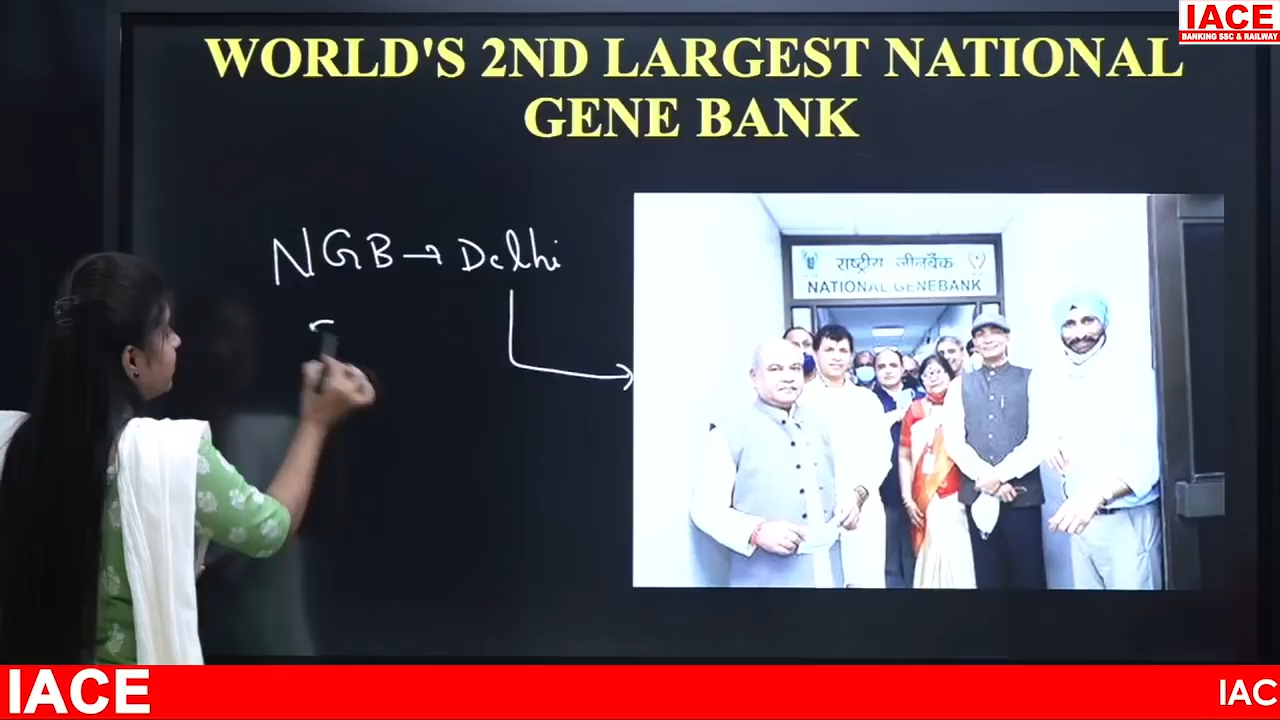 IACE
BANKING SSC & RAILWAY
WORLD'S 2ND LARGEST NATIONAL
GENE BANK
NGB → Delhi
राष्ट्रीय जीनबैंक
NATIONAL GENEBANK
IACE
IAC